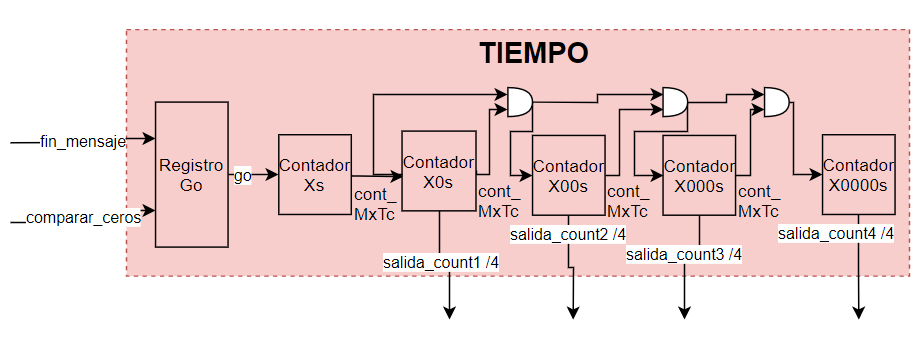 TIEMPO
fin_mensaje
comparar_ceros
Registro
Go
go
Contador
Xs
cont_
MxTc
Contador
X0s
cont_
MxTc
Contador
X00s
cont_
MxTc
Contador
X000s
cont_
MxTc
Contador
X0000s
salida_count1 /4
salida_count2 /4
salida_count3 /4
salida_count4 /4